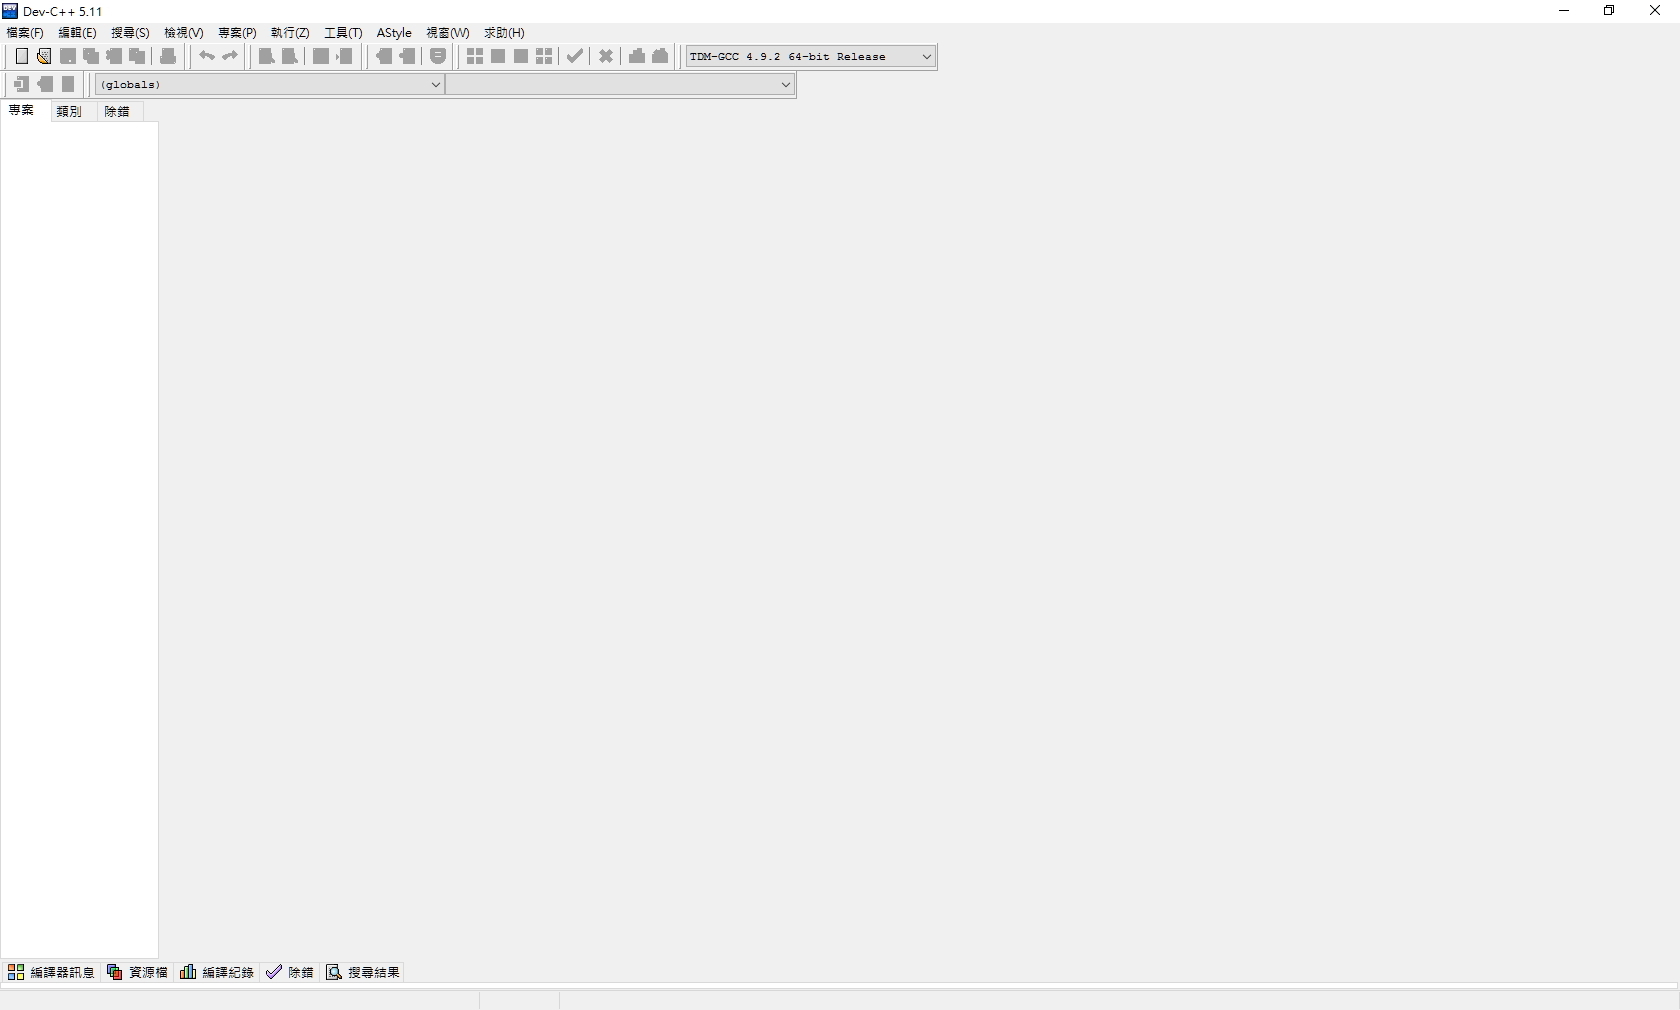 Dev-C++ 5.11
檔案(F) 編輯(E) 搜尋(S) 檢視(V) 專案(P) 執行(Z) 工具(T) AStyle 視窗(W) 求助(H)
TDM-GCC 4.9.2 64-bit Release
(globals)
專案 類別 除錯
編譯器訊息 資源檔 編譯紀錄 除錯 搜尋結果